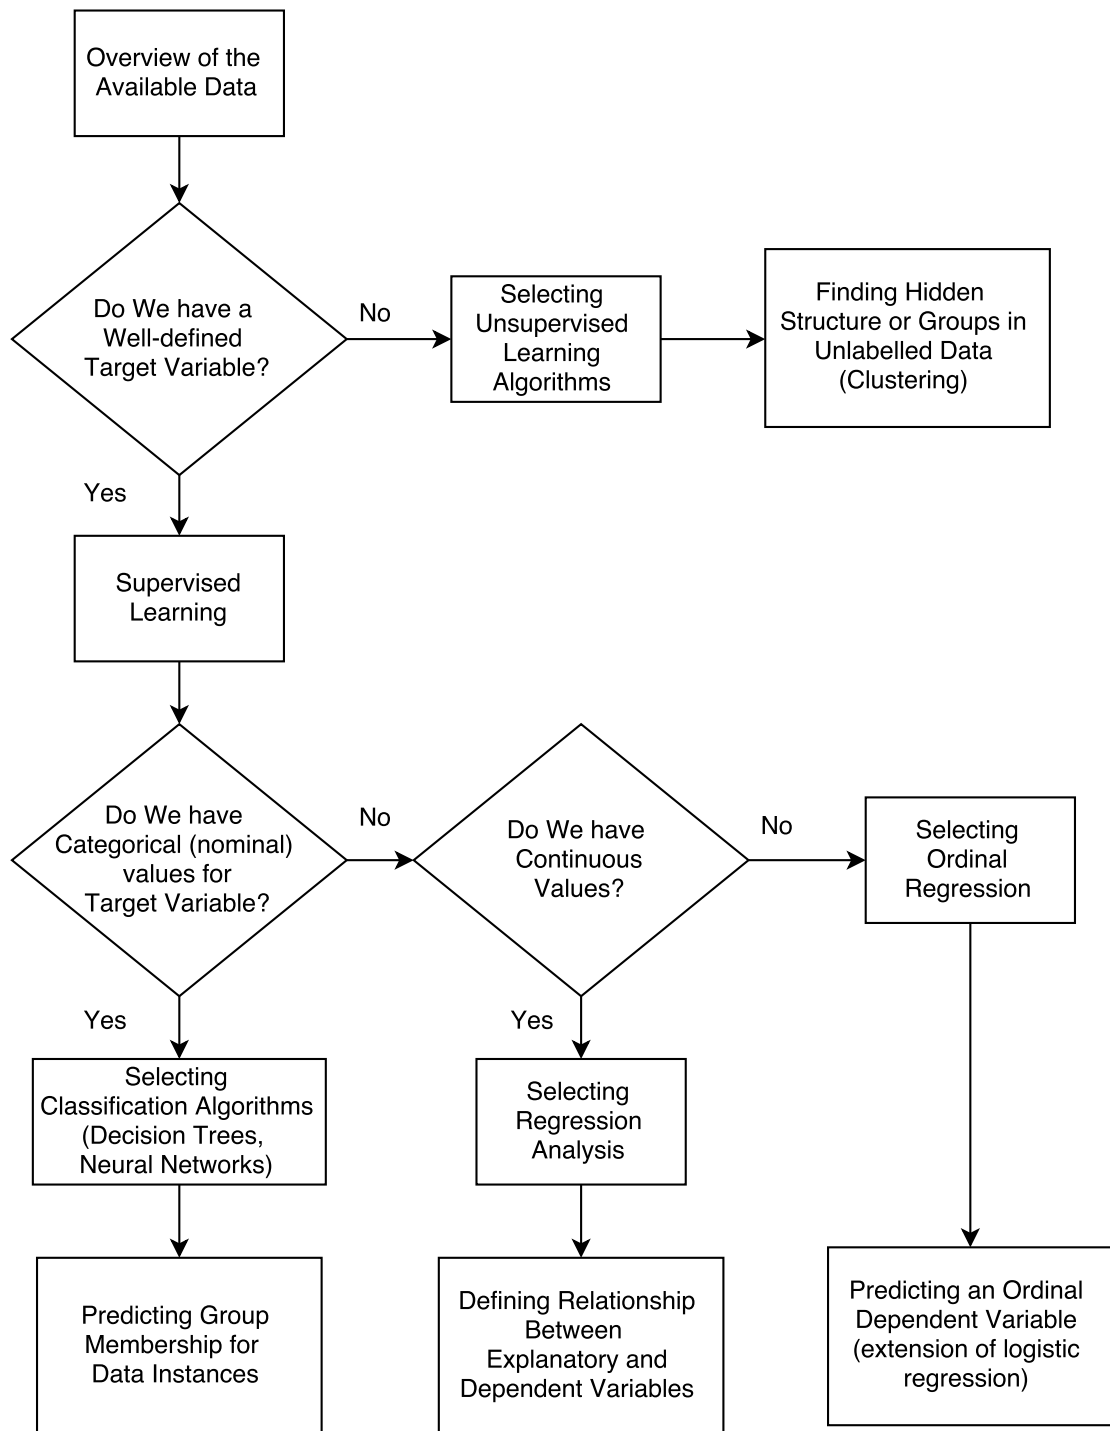 Overview of the
Available Data
Do We have a
Well-defined
Target Variable?
No
Selecting
Unsupervised
Learning
Algorithms
Finding Hidden
Structure or Groups in
Unlabelled Data
(Clustering)
Yes
Supervised
Learning
Do We have
Categorical (nominal)
values for
Target Variable?
No
Do We have
Continuous
Values?
No
Selecting
Ordinal
Regression
Yes
Selecting
Classification Algorithms
(Decision Trees,
Neural Networks)
Yes
Selecting
Regression
Analysis
Predicting Group
Membership for
Data Instances
Defining Relationship
Between
Explanatory and
Dependent Variables
Predicting an Ordinal
Dependent Variable
(extension of logistic
regression)